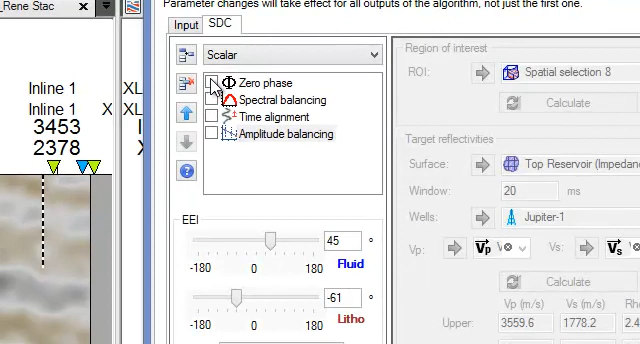 Parameter changes will take effect for all outputs of the algorithm, not just the first one.
_Rene Stac
Input SDC
Scalar
Zero phase
Spectral balancing
Time alignment
Amplitude balancing
Inline 1 XL
Inline 1 X
3453
2378
EEI
45 °
-180 0 180
Fluid
-61 °
-180 0 180
Litho
Region of interest
ROI: Spatial selection 8
Calculate
Target reflectivities
Surface: Top Reservoir (Impedanc
Window: 20 ms
Wells: Jupiter-1
Vp: Vp Vs: Vs
Calculate
Vp (m/s) Vs (m/s) Rh
Upper: 3559.6 1778.2 2.4